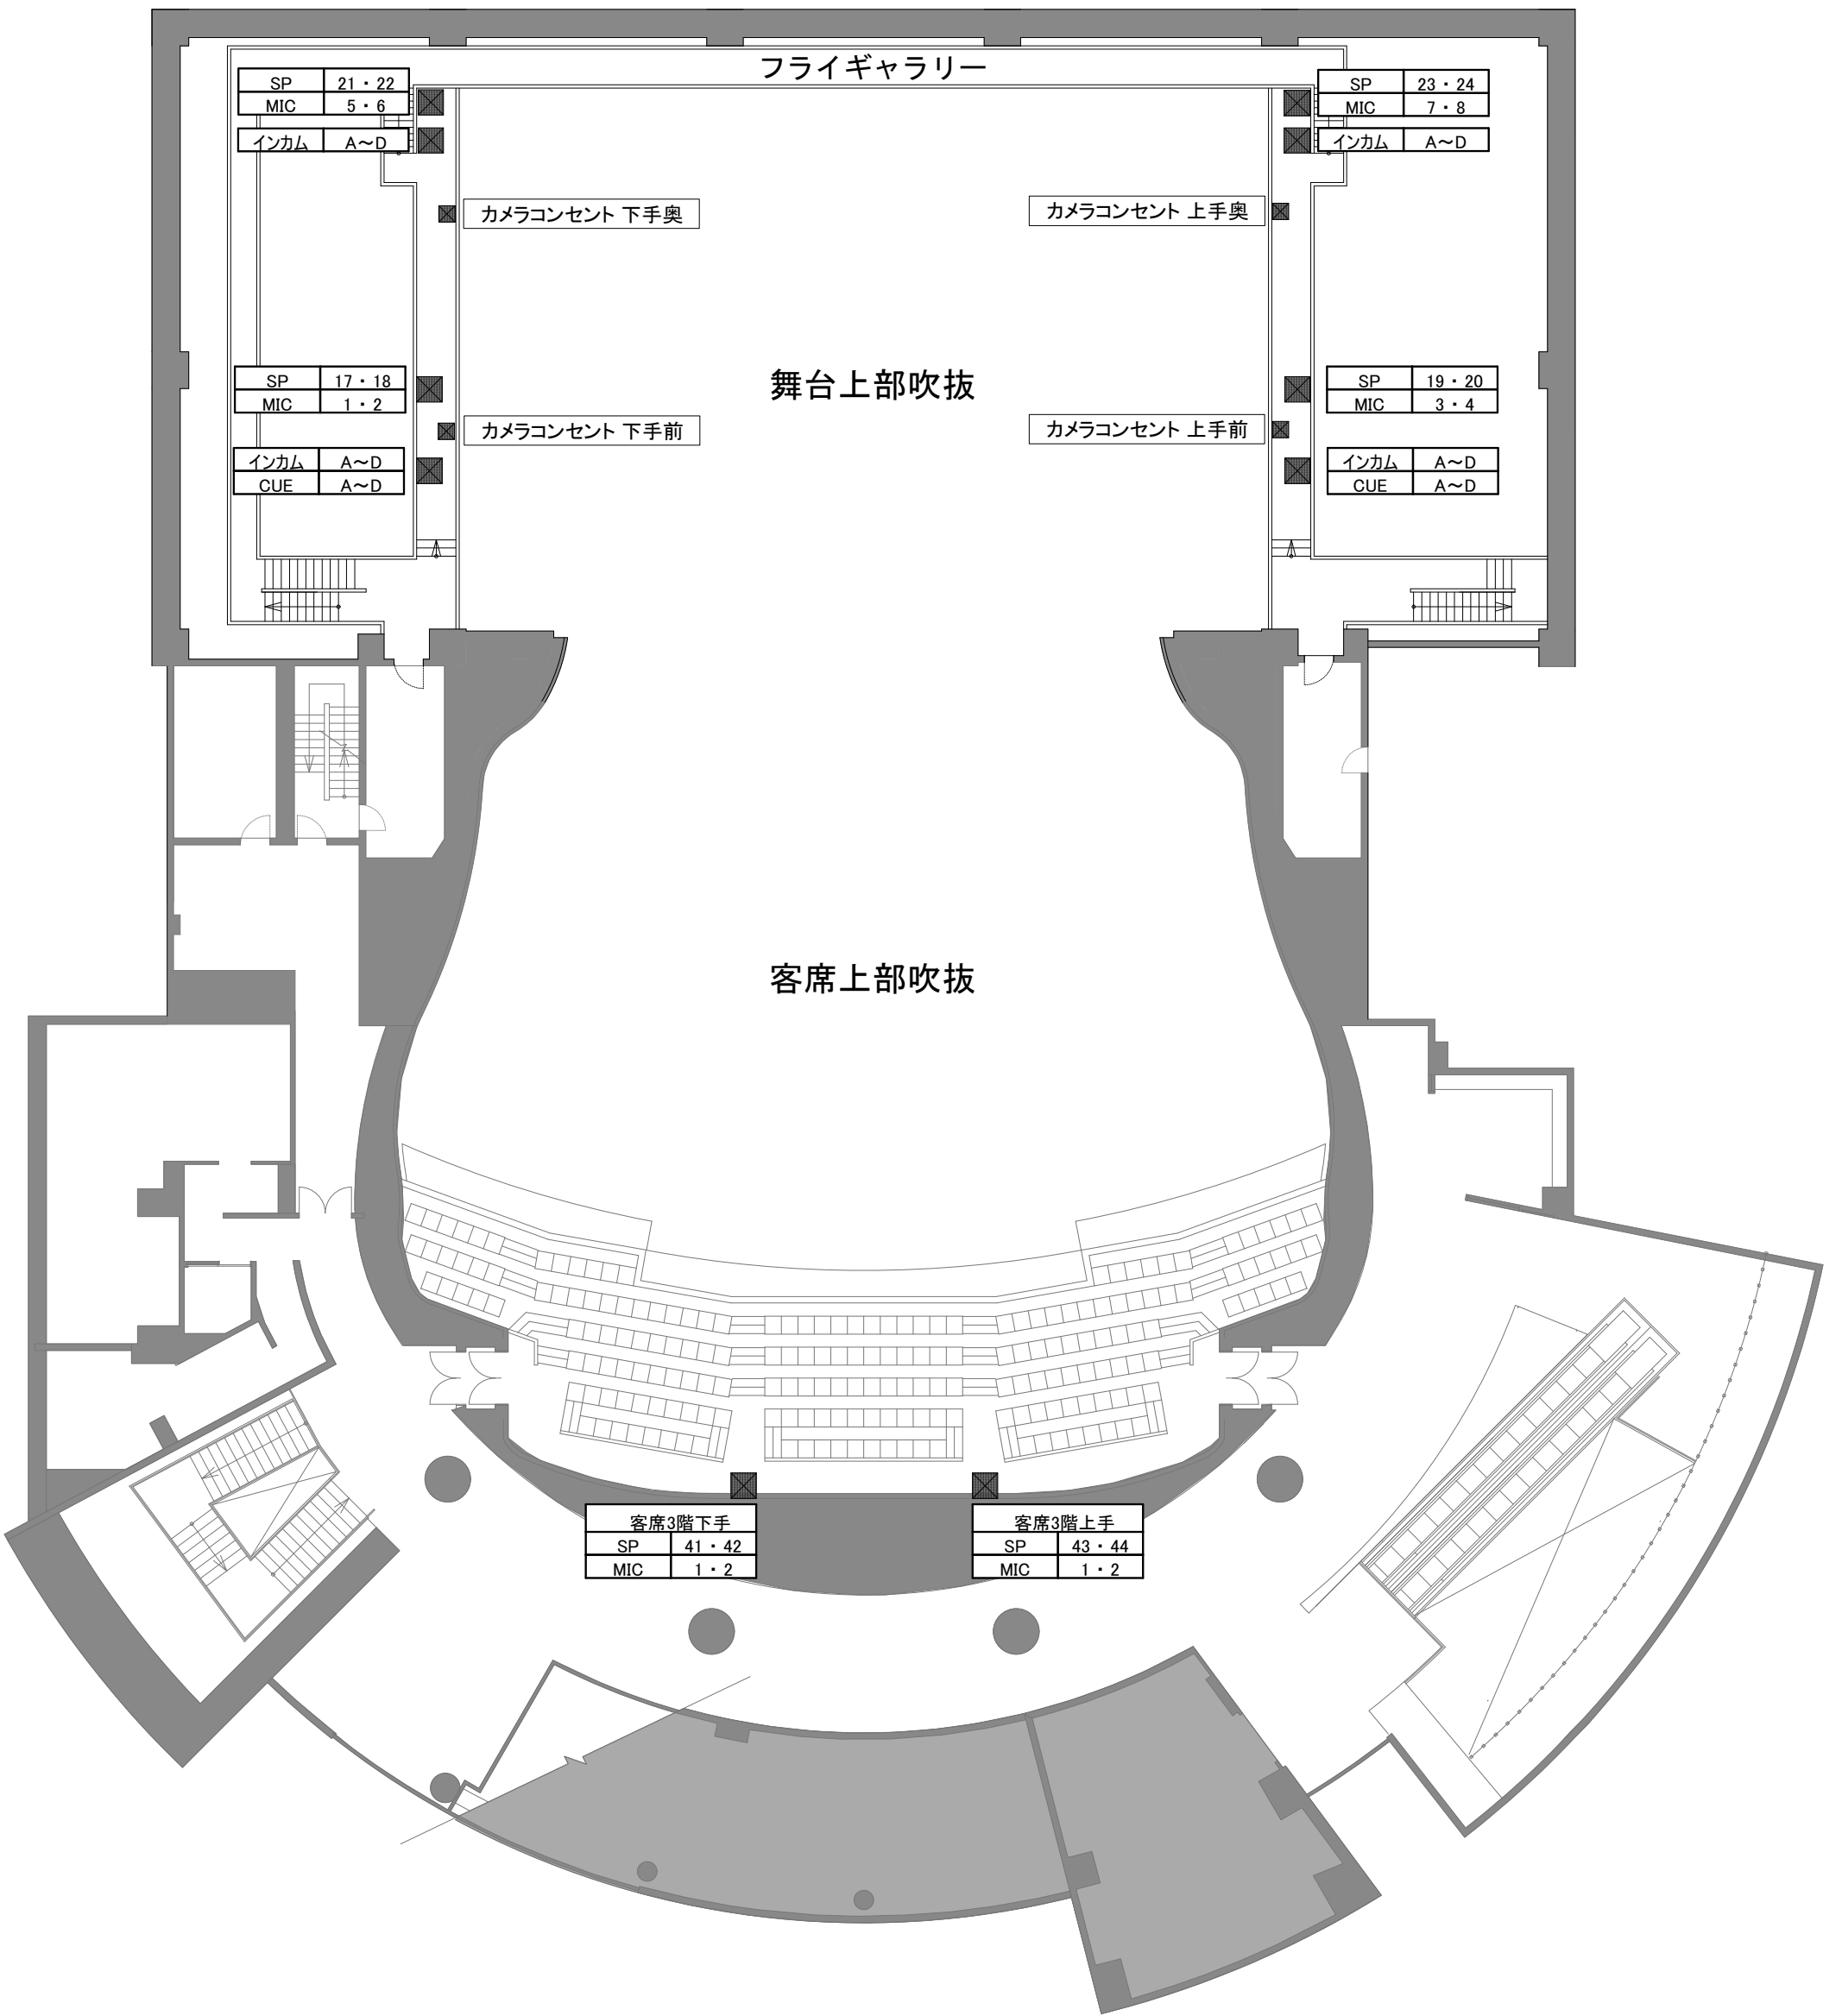 フライギャラリー
SP 21・22
MIC 5・6
インカム A～D
SP 23・24
MIC 7・8
インカム A～D
カメラコンセント 下手奥
カメラコンセント 上手奥
舞台上部吹抜
SP 17・18
MIC 1・2
SP 19・20
MIC 3・4
カメラコンセント 下手前
カメラコンセント 上手前
インカム A～D
CUE A～D
インカム A～D
CUE A～D
客席上部吹抜
客席3階下手
SP 41・42
MIC 1・2
客席3階上手
SP 43・44
MIC 1・2